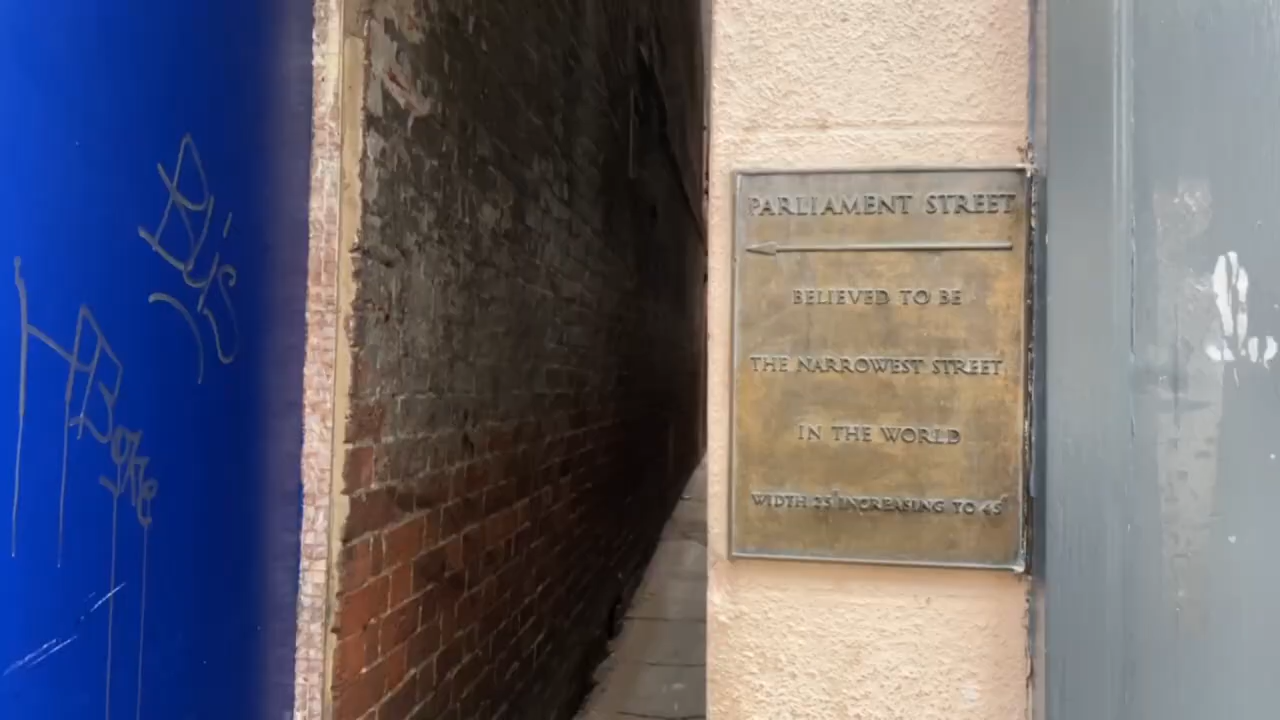 PARLIAMENT STREET
BELIEVED TO BE
THE NARROWEST STREET
IN THE WORLD
WIDTH 25" INCREASING TO 45"